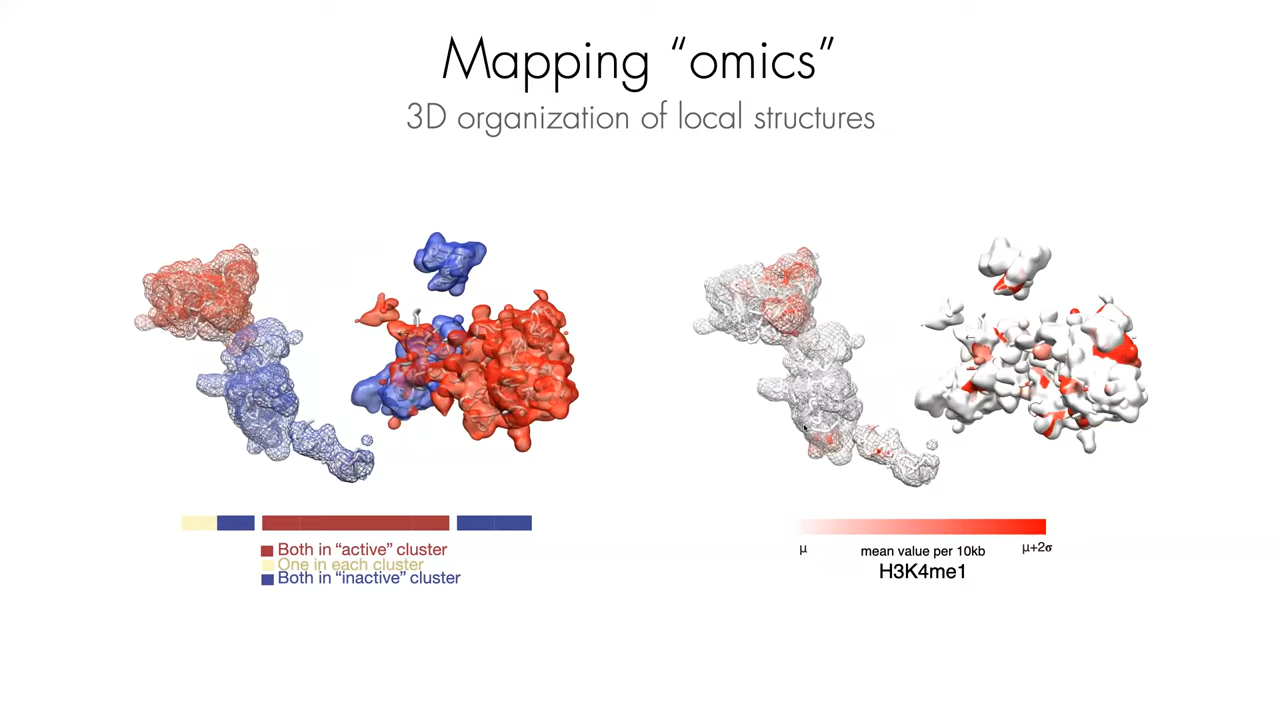 Mapping “omics”
3D organization of local structures
Both in “active” cluster
One in each cluster
Both in “inactive” cluster
μ
mean value per 10kb
μ+2σ
H3K4me1